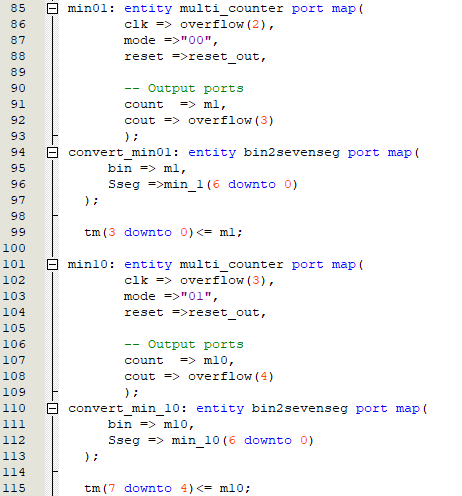 85 min01: entity multi_counter port map(
86 clk => overflow(2),
87 mode =>"00",
88 reset =>reset_out,
89
90 -- Output ports
91 count  => m1,
92 cout => overflow(3)
93 );
94 convert_min01: entity bin2sevenseg port map(
95 bin => m1,
96 Sseg =>min_1(6 downto 0)
97 );
98
99 tm(3 downto 0)<= m1;
100
101 min10: entity multi_counter port map(
102 clk => overflow(3),
103 mode =>"01",
104 reset =>reset_out,
105
106 -- Output ports
107 count  => m10,
108 cout => overflow(4)
109 );
110 convert_min_10: entity bin2sevenseg port map(
111 bin => m10,
112 Sseg => min_10(6 downto 0)
113 );
114
115 tm(7 downto 4)<= m10;